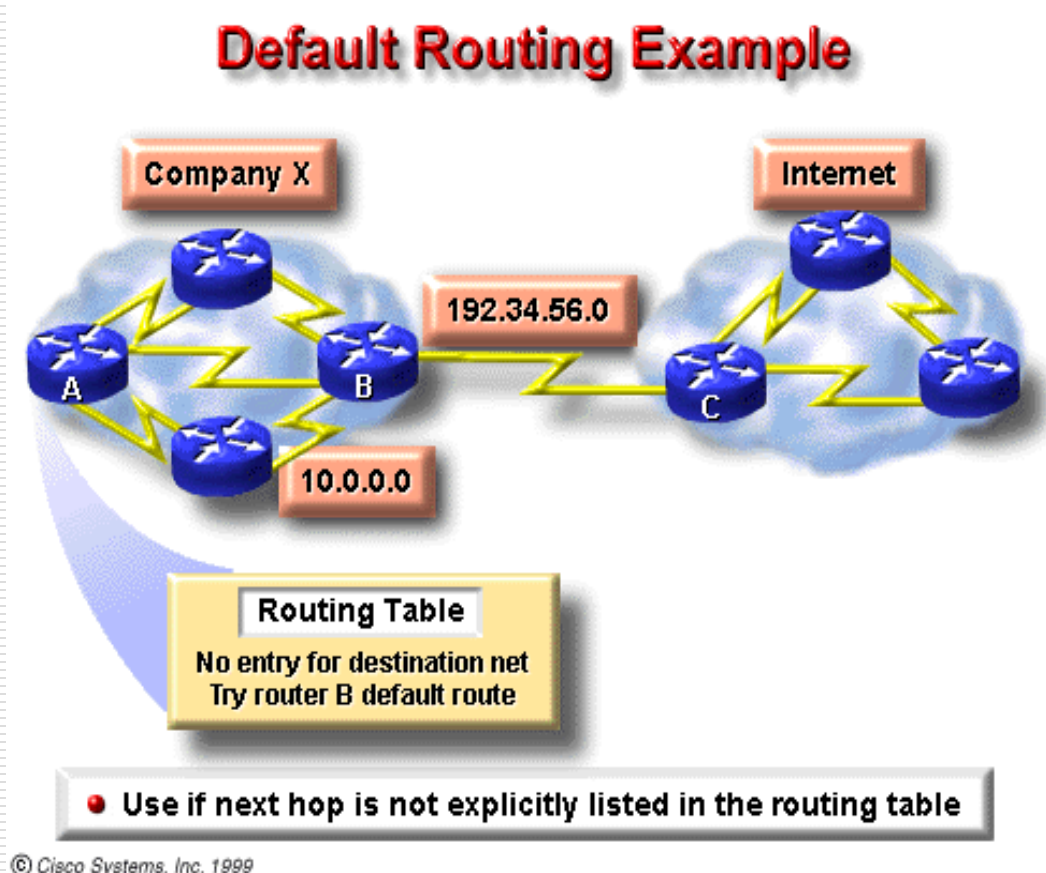 Default Routing Example
Company X
Internet
192.34.56.0
A
B
C
10.0.0.0
Routing Table
No entry for destination net
Try router B default route
Use if next hop is not explicitly listed in the routing table
© Cisco Systems, Inc. 1999